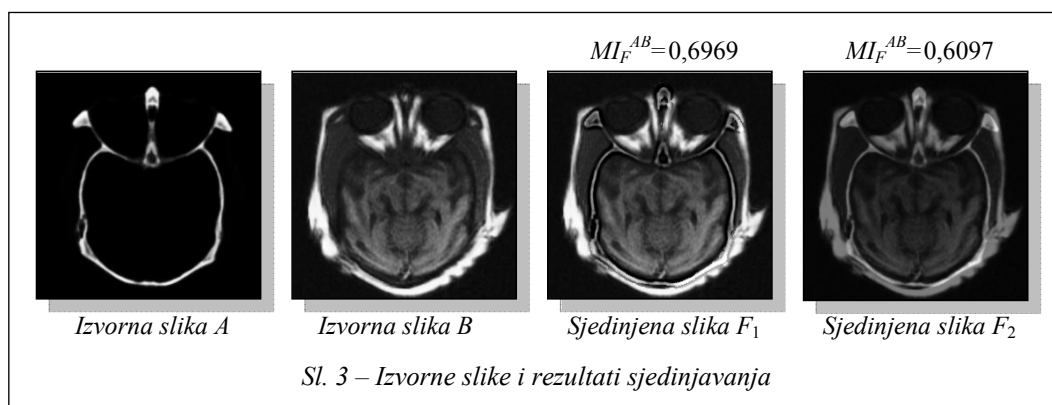 MI_F^AB=0,6969 MI_F^AB=0,6097
Izvorna slika A Izvorna slika B Sjedinjena slika F₁ Sjedinjena slika F₂
Sl. 3 – Izvorne slike i rezultati sjedinjavanja